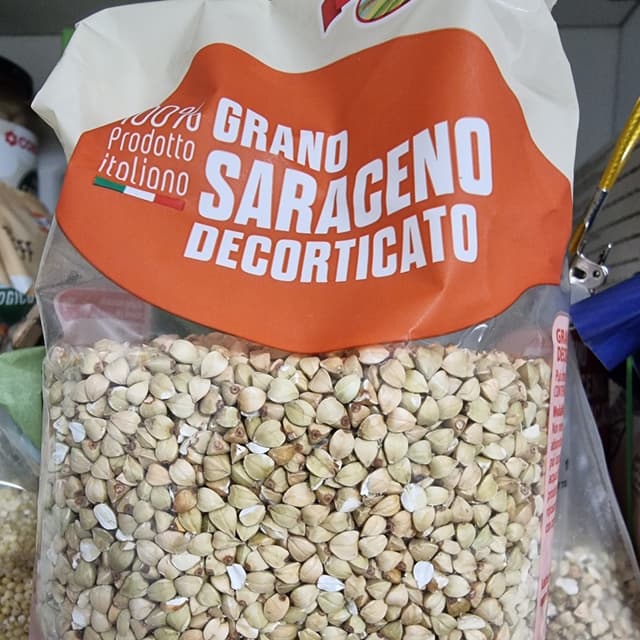 100%
Prodotto
italiano
GRANO
SARACENO
DECORTICATO